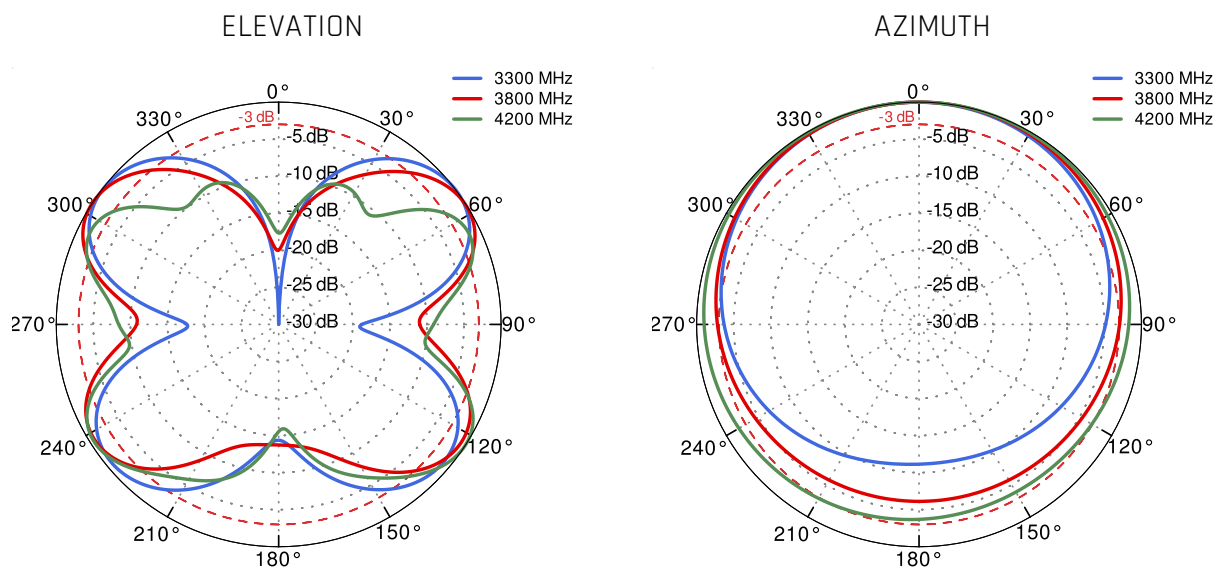 ELEVATION
3300 MHz
3800 MHz
4200 MHz
0°
-3 dB
330°
30°
-5 dB
-10 dB
300°
60°
-15 dB
-20 dB
-25 dB
270°
-30 dB
90°
240°
120°
210°
150°
180°
AZIMUTH
3300 MHz
3800 MHz
4200 MHz
0°
-3 dB
330°
30°
-5 dB
-10 dB
300°
60°
-15 dB
-20 dB
-25 dB
270°
-30 dB
90°
240°
120°
210°
150°
180°